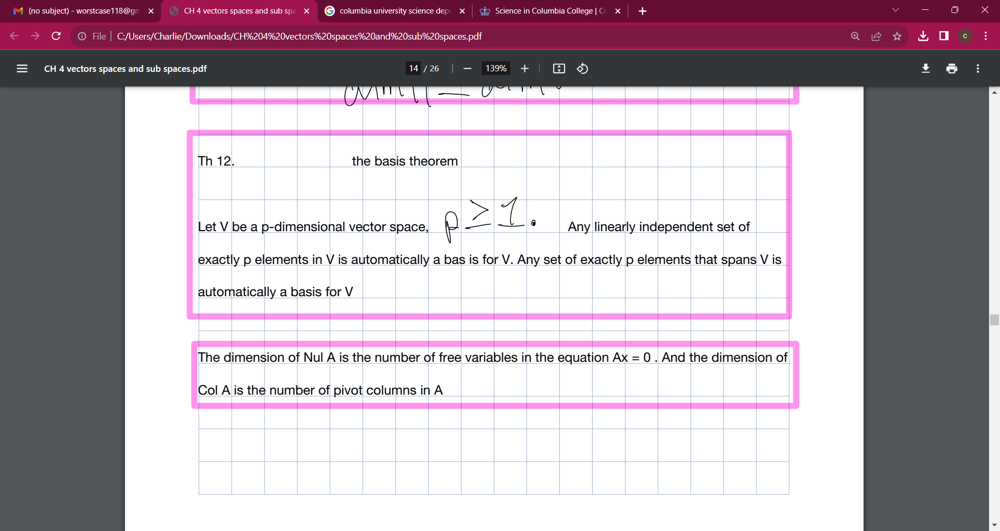 (no subject) - worstcase118@gm
CH 4 vectors spaces and sub spa
columbia university science dep
Science in Columbia College | Co
File
C:/Users/Charlie/Downloads/CH%204%20vectors%20spaces%20and%20sub%20spaces.pdf
c
CH 4 vectors spaces and sub spaces.pdf
14 / 26
139%
Th 12. the basis theorem
Let V be a p-dimensional vector space, p ≥ 1. Any linearly independent set of
exactly p elements in V is automatically a bas is for V. Any set of exactly p elements that spans V is
automatically a basis for V
The dimension of Nul A is the number of free variables in the equation Ax = 0 . And the dimension of
Col A is the number of pivot columns in A